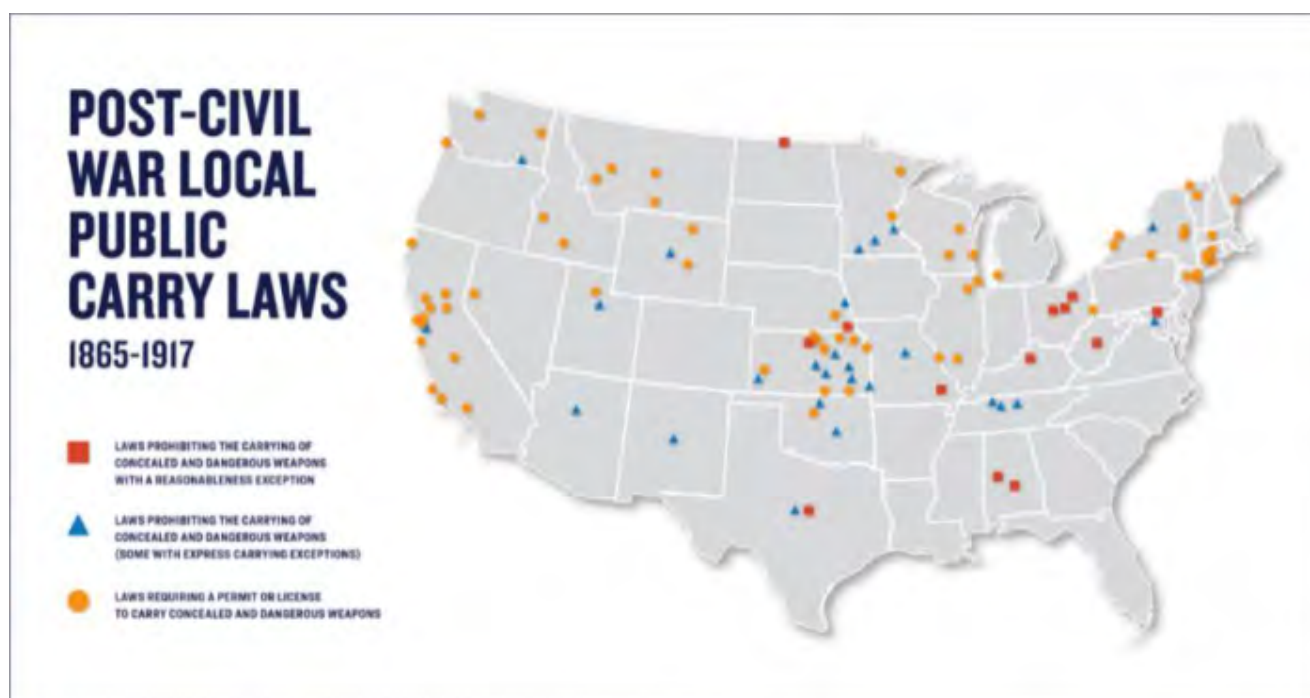 POST-CIVIL
WAR LOCAL
PUBLIC
CARRY LAWS
1865-1917
LAWS PROHIBITING THE CARRYING OF
CONCEALED AND DANGEROUS WEAPONS
WITH A REASONABLENESS EXCEPTION
LAWS PROHIBITING THE CARRYING OF
CONCEALED AND DANGEROUS WEAPONS
(SOME WITH EXPRESS CARRYING EXCEPTIONS)
LAWS REQUIRING A PERMIT OR LICENSE
TO CARRY CONCEALED AND DANGEROUS WEAPONS